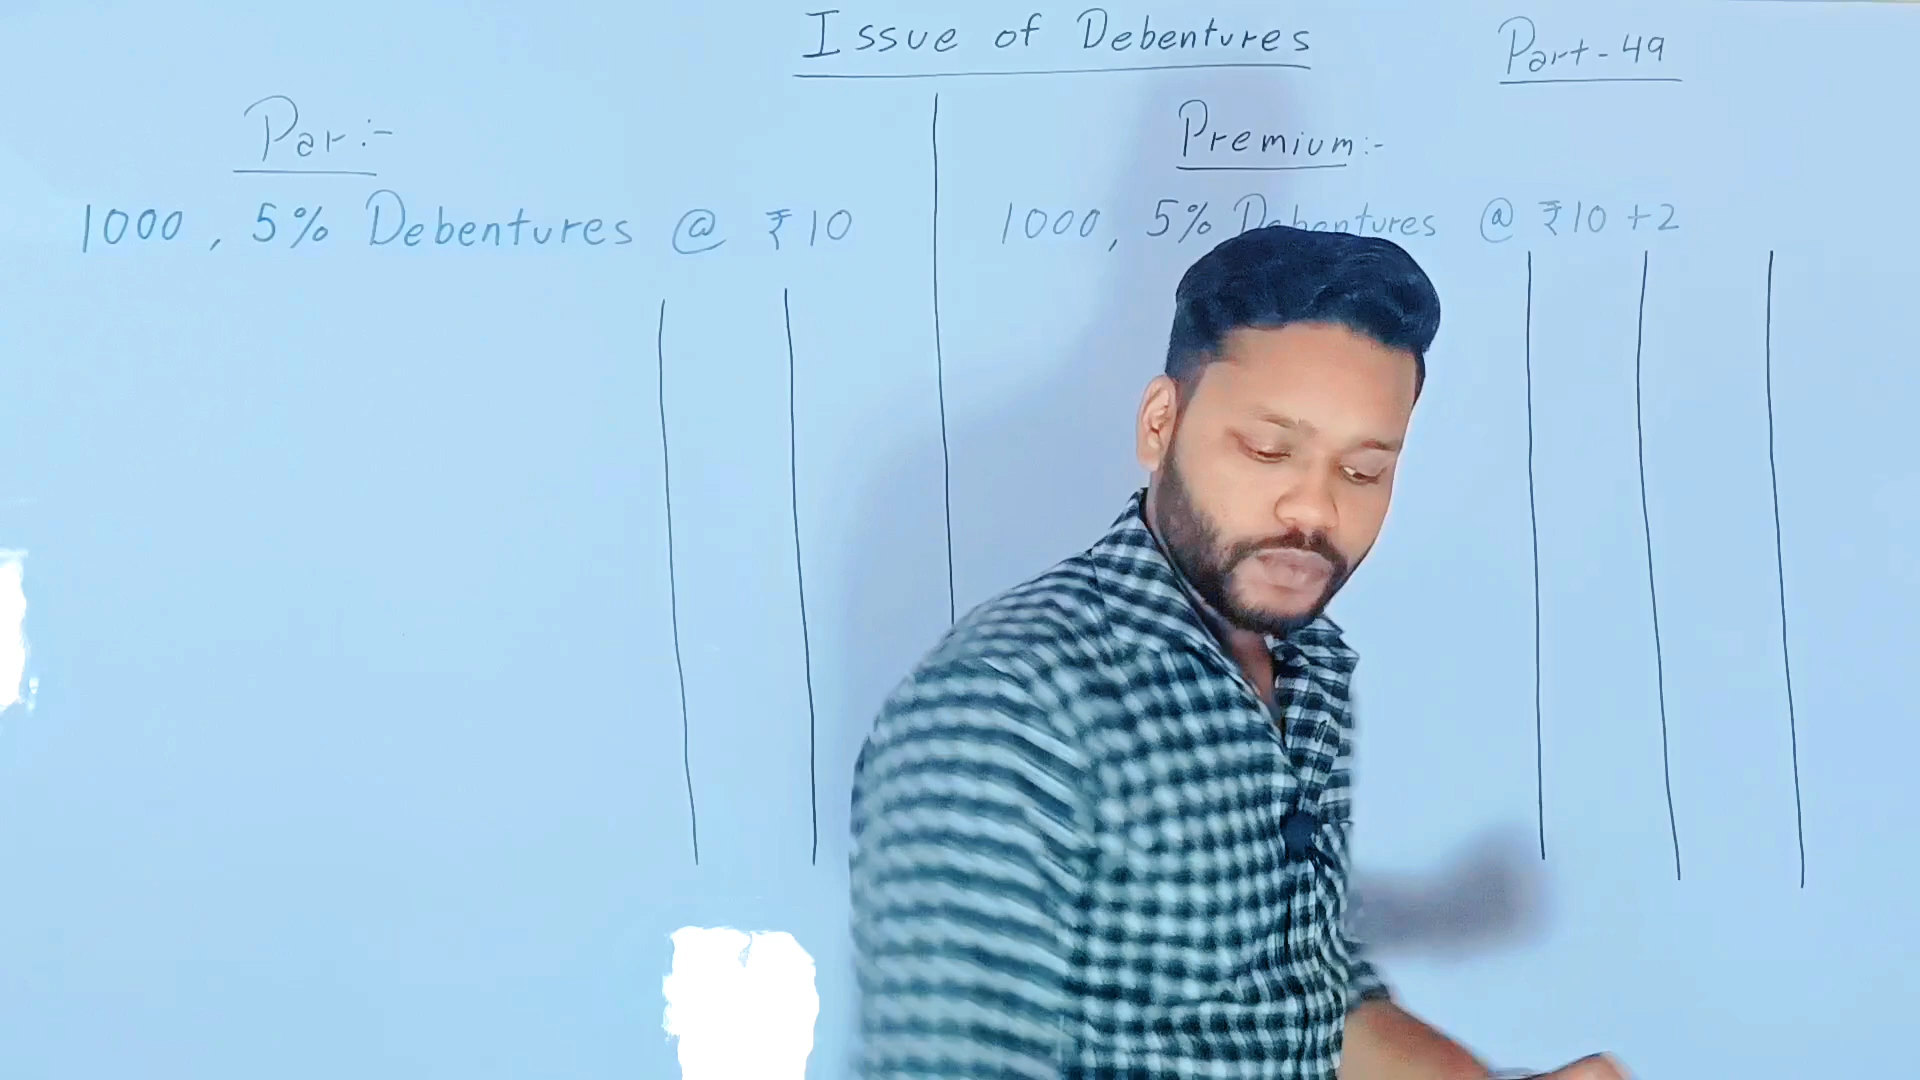 Issue of Debentures
Part-49
Par:-
1000, 5% Debentures @ ₹10
Premium:-
1000, 5% Debentures @ ₹10+2